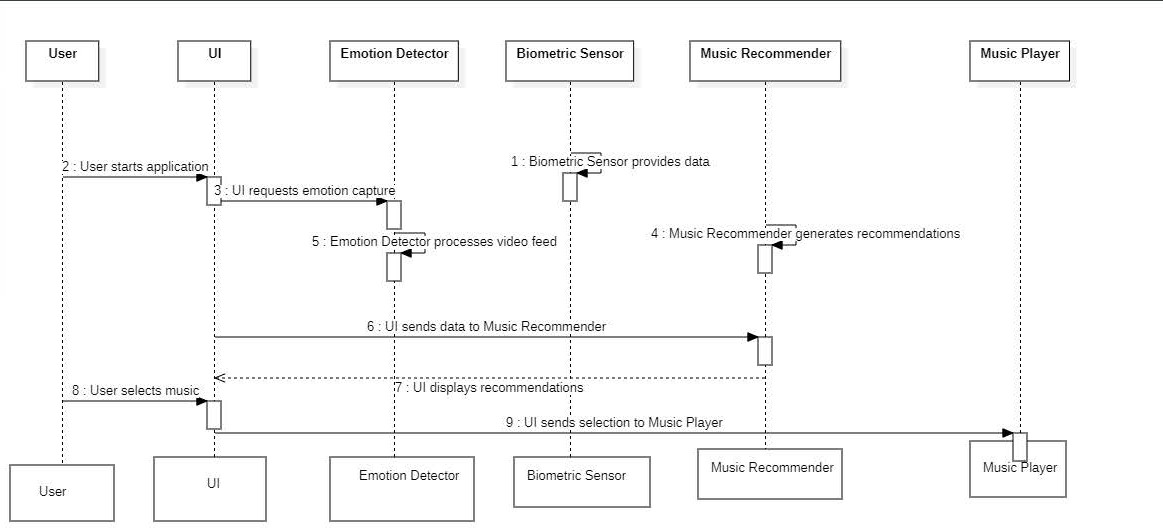 User
UI
Emotion Detector
Biometric Sensor
Music Recommender
Music Player
1 : Biometric Sensor provides data
2 : User starts application
3 : UI requests emotion capture
4 : Music Recommender generates recommendations
5 : Emotion Detector processes video feed
6 : UI sends data to Music Recommender
7 : UI displays recommendations
8 : User selects music
9 : UI sends selection to Music Player
User
UI
Emotion Detector
Biometric Sensor
Music Recommender
Music Player